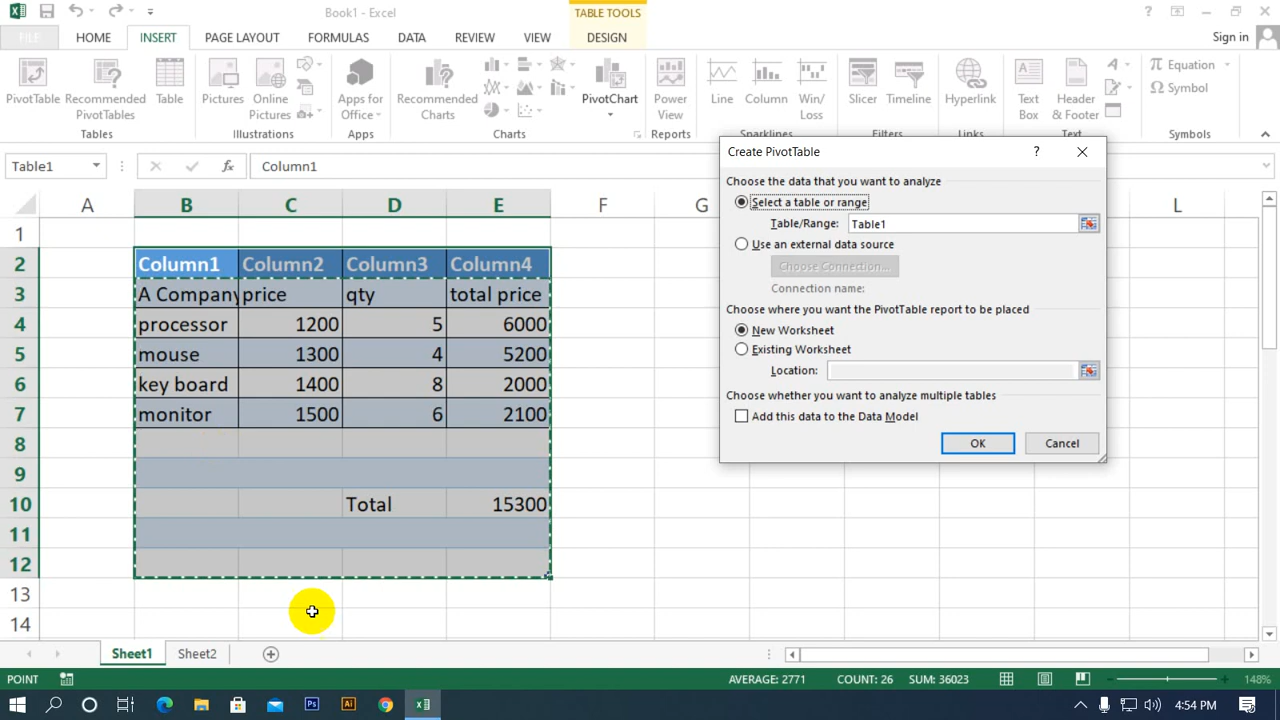 Book1 - Excel
TABLE TOOLS
?
FILE
HOME
INSERT
PAGE LAYOUT
FORMULAS
DATA
REVIEW
VIEW
DESIGN
Sign in
PivotTable
Recommended PivotTables
Table
Tables
Pictures
Online Pictures
Illustrations
Apps for Office
Apps
Recommended Charts
PivotChart
Charts
Power View
Reports
Line
Column
Win/ Loss
Sparklines
Slicer
Timeline
Filters
Hyperlink
Links
Text Box
Header & Footer
Text
π Equation
Ω Symbol
Symbols
Table1
fx
Column1
A B C D E F G L
1
2 Column1 Column2 Column3 Column4
3 A Company price qty total price
4 processor 1200 5 6000
5 mouse 1300 4 5200
6 key board 1400 8 2000
7 monitor 1500 6 2100
8
9
10 Total 15300
11
12
13
14
Create PivotTable
?
Choose the data that you want to analyze
Select a table or range
Table/Range: Table1
Use an external data source
Choose Connection...
Connection name:
Choose where you want the PivotTable report to be placed
New Worksheet
Existing Worksheet
Location:
Choose whether you want to analyze multiple tables
Add this data to the Data Model
OK
Cancel
Sheet1
Sheet2
POINT
AVERAGE: 2771
COUNT: 26
SUM: 36023
148%
Ps
Ai
4:54 PM